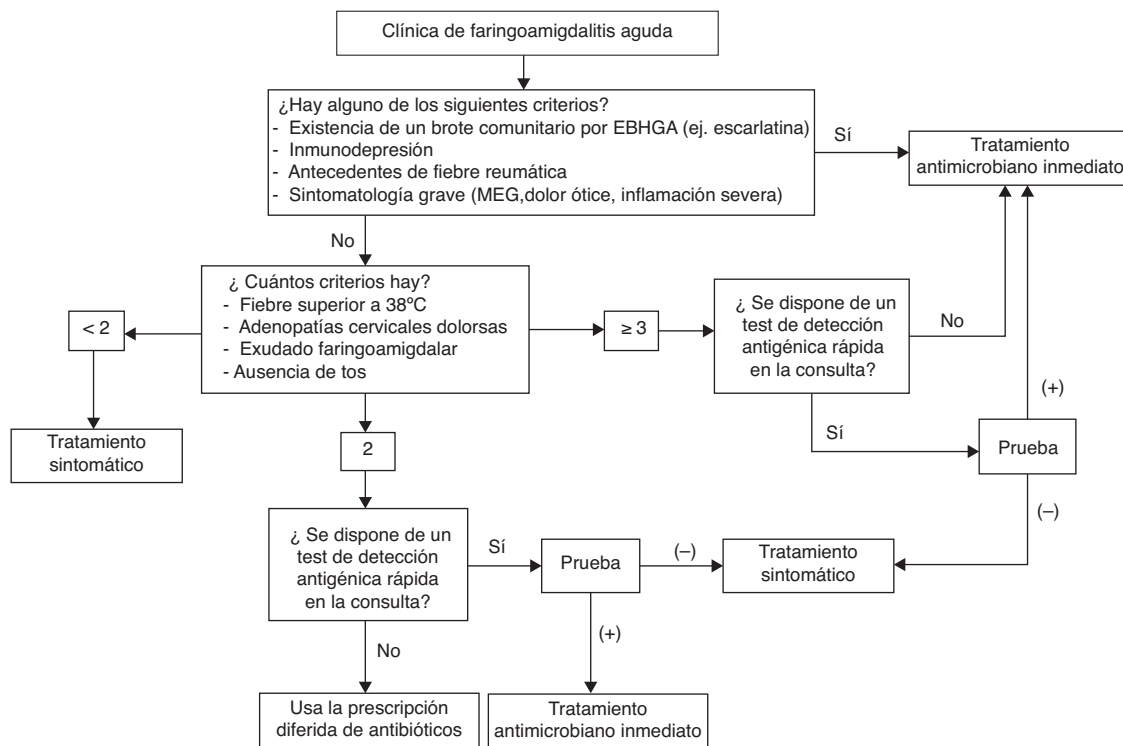 Clínica de faringoamigdalitis aguda
¿Hay alguno de los siguientes criterios?
- Existencia de un brote comunitario por EBHGA (ej. escarlatina)
- Inmunodepresión
- Antecedentes de fiebre reumática
- Sintomatología grave (MEG,dolor ótice, inflamación severa)
Sí
Tratamiento
antimicrobiano inmediato
No
¿ Cuántos criterios hay?
- Fiebre superior a 38ºC
- Adenopatías cervicales dolorsas
- Exudado faringoamigdalar
- Ausencia de tos
< 2
≥ 3
¿ Se dispone de un
test de detección
antigénica rápida
en la consulta?
No
(+)
Sí
Prueba
(–)
Tratamiento
sintomático
2
¿ Se dispone de un
test de detección
antigénica rápida
en la consulta?
Sí
Prueba
(–)
Tratamiento
sintomático
(+)
No
Usa la prescripción
diferida de antibióticos
Tratamiento
antimicrobiano inmediato